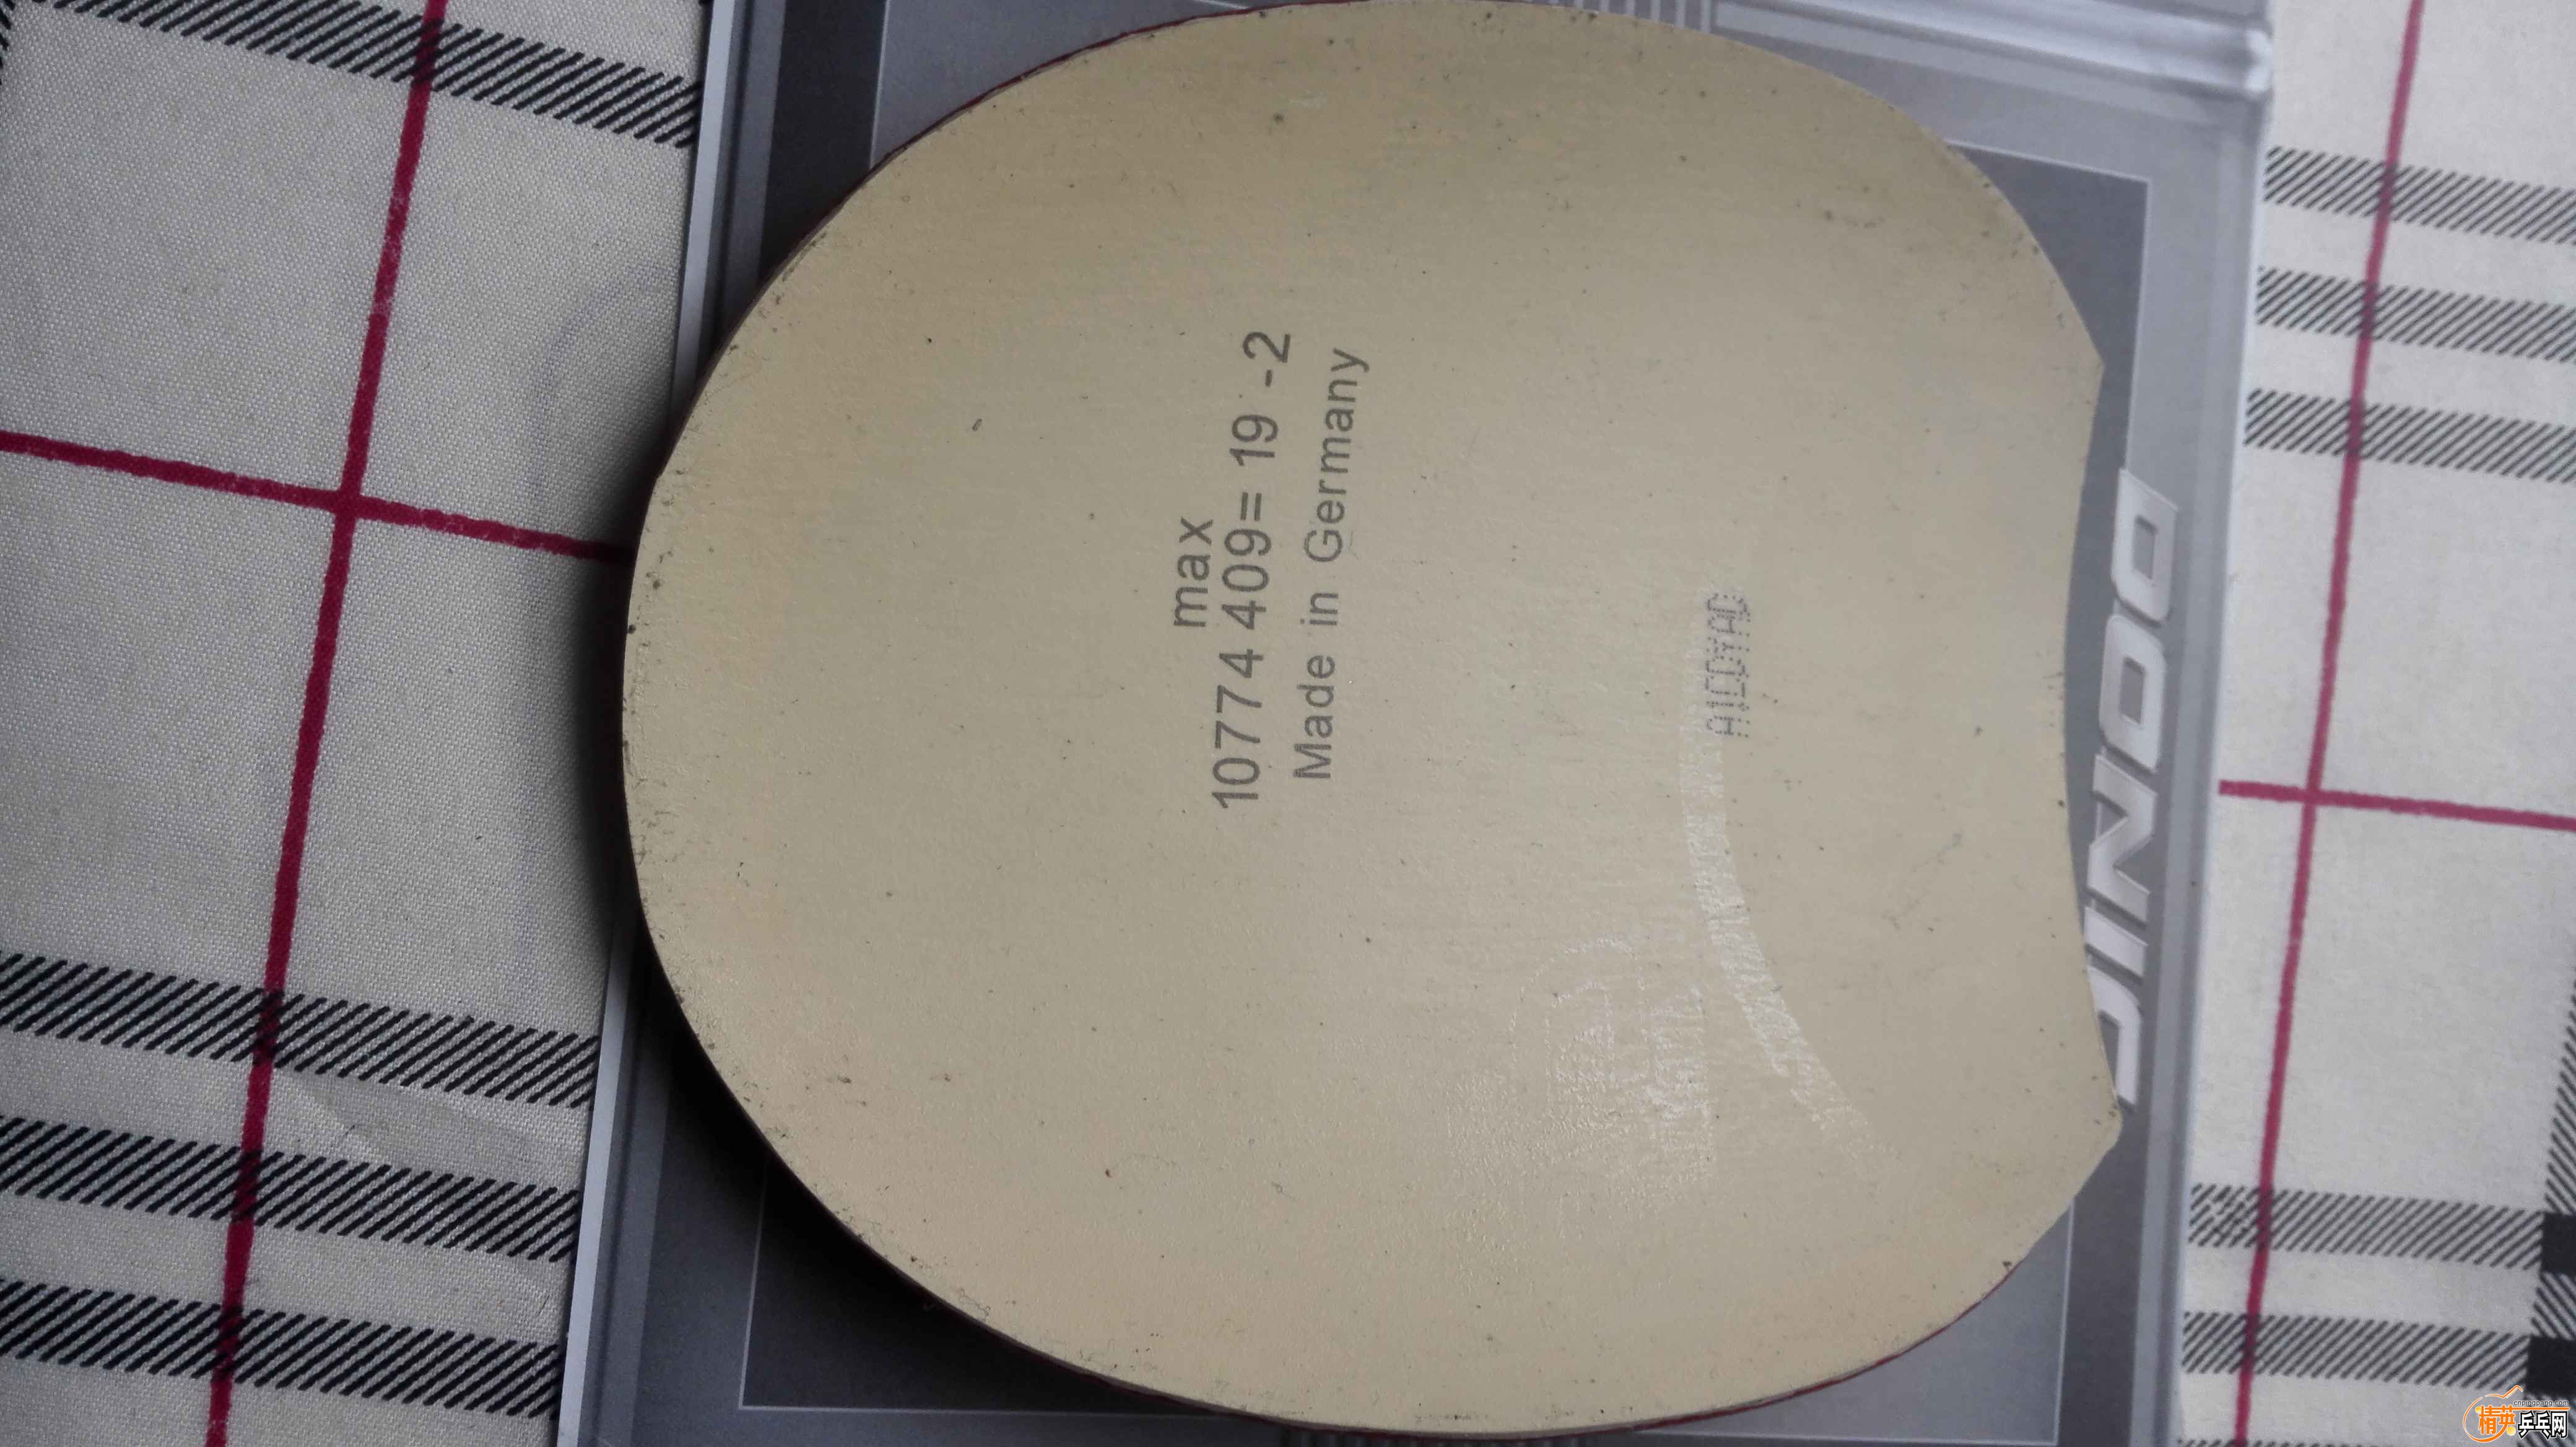 max
10774 409= 19 -2
Made in Germany
DONIC
精英乒乓网